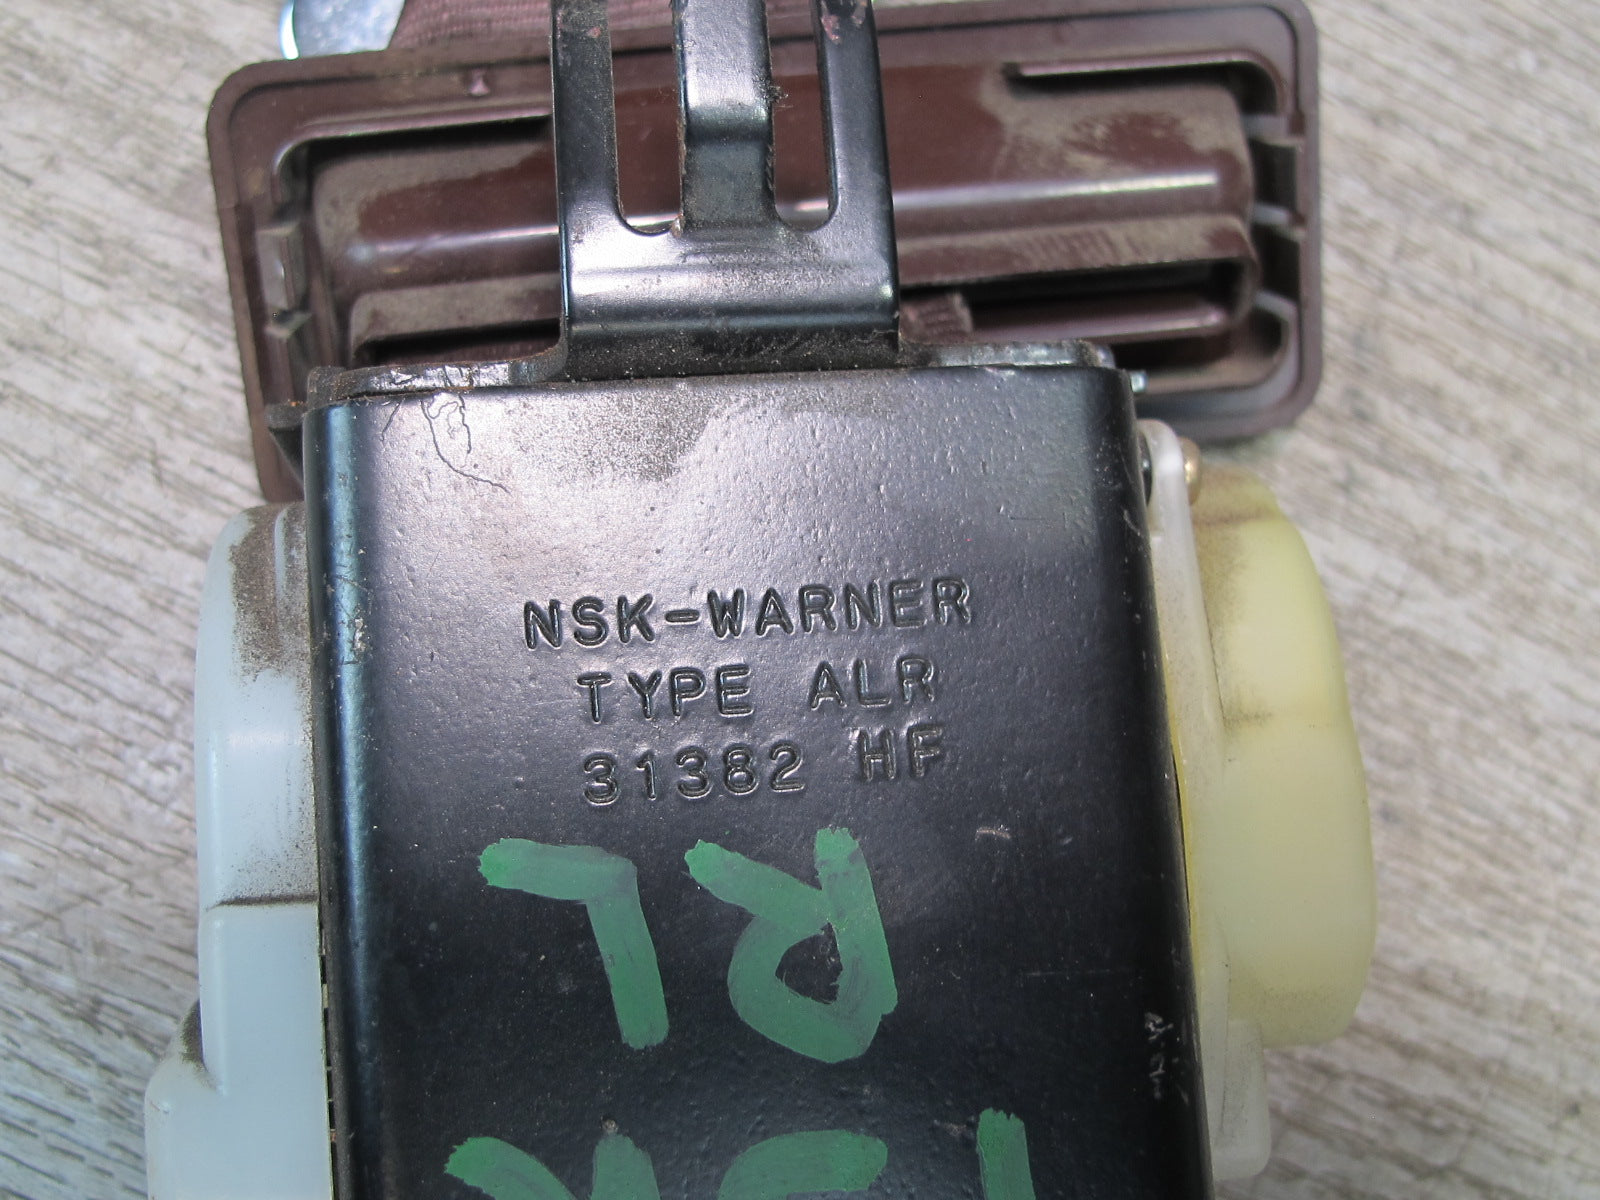 NSK-WARNER
TYPE ALR
31382 HF
RL